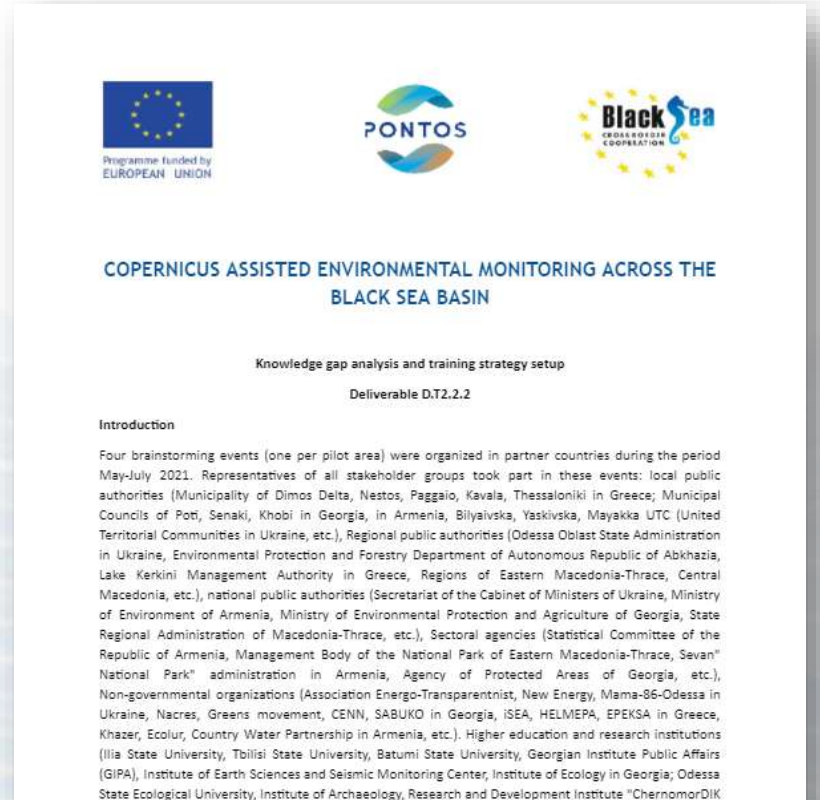 Programme funded by
EUROPEAN UNION
PONTOS
Black Sea
CROSS BORDER
COOPERATION
COPERNICUS ASSISTED ENVIRONMENTAL MONITORING ACROSS THE
BLACK SEA BASIN
Knowledge gap analysis and training strategy setup
Deliverable D.T2.2.2
Introduction
Four brainstorming events (one per pilot area) were organized in partner countries during the period
May-July 2021. Representatives of all stakeholder groups took part in these events: local public
authorities (Municipality of Dimos Delta, Nestos, Paggaio, Kavala, Thessaloniki in Greece; Municipal
Councils of Poti, Senaki, Khobi in Georgia, in Armenia, Bilyaivska, Yaskivska, Mayakka UTC (United
Territorial Communities in Ukraine, etc.), Regional public authorities (Odessa Oblast State Administration
in Ukraine, Environmental Protection and Forestry Department of Autonomous Republic of Abkhazia,
Lake Kerkini Management Authority in Greece, Regions of Eastern Macedonia-Thrace, Central
Macedonia, etc.), national public authorities (Secretariat of the Cabinet of Ministers of Ukraine, Ministry
of Environment of Armenia, Ministry of Environmental Protection and Agriculture of Georgia, State
Regional Administration of Macedonia-Thrace, etc.), Sectoral agencies (Statistical Committee of the
Republic of Armenia, Management Body of the National Park of Eastern Macedonia-Thrace, Sevan"
National Park" administration in Armenia, Agency of Protected Areas of Georgia, etc.),
Non-governmental organizations (Association Energo-Transparentnist, New Energy, Mama-86-Odessa in
Ukraine, Nacres, Greens movement, CENN, SABUKO in Georgia, iSEA, HELMEPA, EPEKSA in Greece,
Khazer, Ecolur, Country Water Partnership in Armenia, etc.). Higher education and research institutions
(Ilia State University, Tbilisi State University, Batumi State University, Georgian Institute Public Affairs
(GIPA), Institute of Earth Sciences and Seismic Monitoring Center, Institute of Ecology in Georgia; Odessa
State Ecological University, Institute of Archaeology, Research and Development Institute "ChernomorDIK